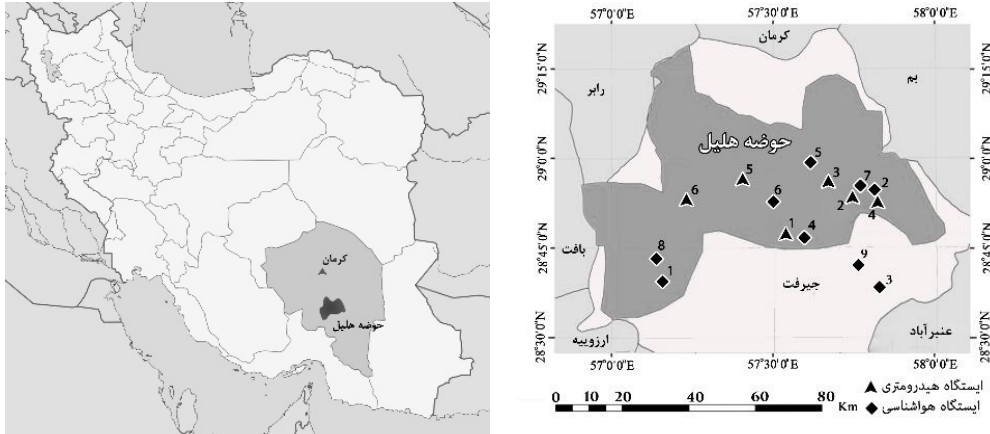 کرمان
حوضه هلیل
57°0'0"E
57°30'0"E
58°0'0"E
29°15'0"N
29°0'0"N
28°45'0"N
28°30'0"N
کرمان
رابر
بم
حوضه هلیل
5
5
3
7
2
6
6
2
4
1
4
8
1
9
3
بافت
جیرفت
عنبرآباد
ارزوییه
29°15'0"N
29°0'0"N
28°45'0"N
28°30'0"N
57°0'0"E
57°30'0"E
58°0'0"E
ایستگاه هیدرومتری
ایستگاه هواشناسی
0 10 20 40 60 80
Km